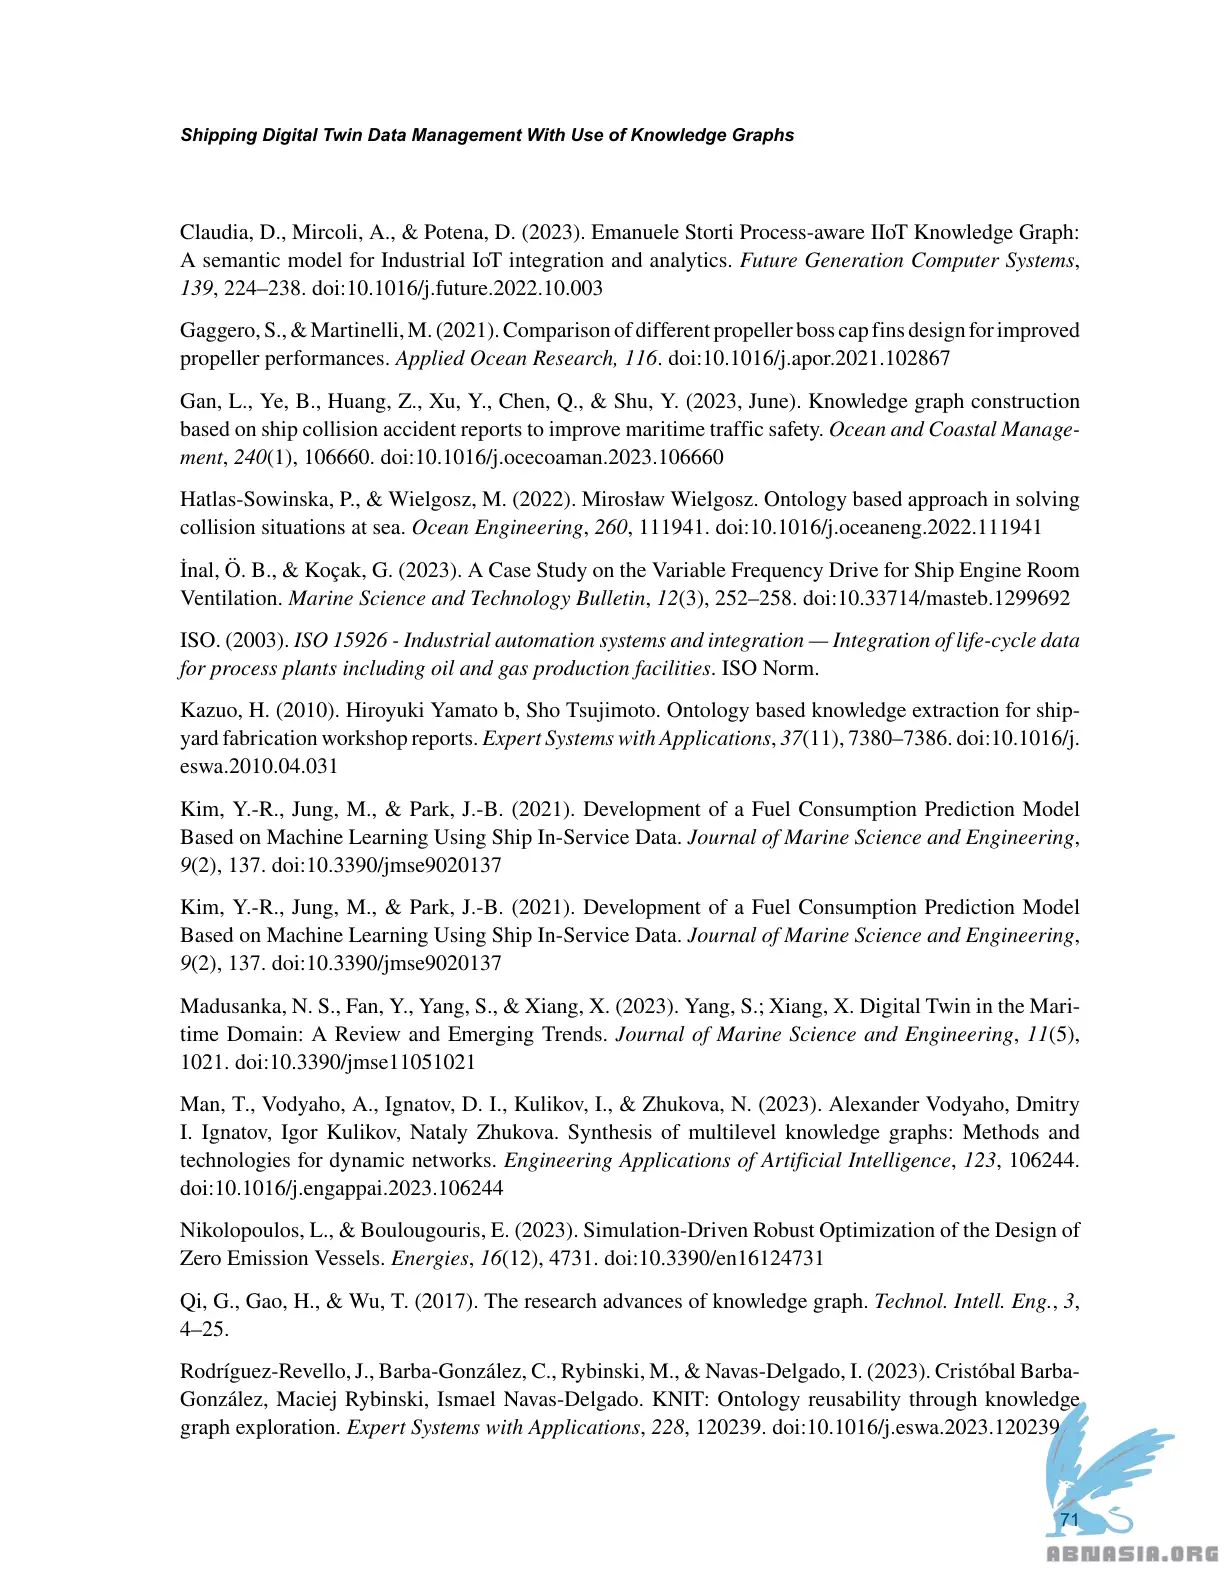 Shipping Digital Twin Data Management With Use of Knowledge Graphs
Claudia, D., Mircoli, A., & Potena, D. (2023). Emanuele Storti Process-aware IIoT Knowledge Graph:
A semantic model for Industrial IoT integration and analytics. Future Generation Computer Systems,
139, 224–238. doi:10.1016/j.future.2022.10.003
Gaggero, S., & Martinelli, M. (2021). Comparison of different propeller boss cap fins design for improved
propeller performances. Applied Ocean Research, 116. doi:10.1016/j.apor.2021.102867
Gan, L., Ye, B., Huang, Z., Xu, Y., Chen, Q., & Shu, Y. (2023, June). Knowledge graph construction
based on ship collision accident reports to improve maritime traffic safety. Ocean and Coastal Manage-
ment, 240(1), 106660. doi:10.1016/j.ocecoaman.2023.106660
Hatlas-Sowinska, P., & Wielgosz, M. (2022). Mirosław Wielgosz. Ontology based approach in solving
collision situations at sea. Ocean Engineering, 260, 111941. doi:10.1016/j.oceaneng.2022.111941
İnal, Ö. B., & Koçak, G. (2023). A Case Study on the Variable Frequency Drive for Ship Engine Room
Ventilation. Marine Science and Technology Bulletin, 12(3), 252–258. doi:10.33714/masteb.1299692
ISO. (2003). ISO 15926 - Industrial automation systems and integration — Integration of life-cycle data
for process plants including oil and gas production facilities. ISO Norm.
Kazuo, H. (2010). Hiroyuki Yamato b, Sho Tsujimoto. Ontology based knowledge extraction for ship-
yard fabrication workshop reports. Expert Systems with Applications, 37(11), 7380–7386. doi:10.1016/j.
eswa.2010.04.031
Kim, Y.-R., Jung, M., & Park, J.-B. (2021). Development of a Fuel Consumption Prediction Model
Based on Machine Learning Using Ship In-Service Data. Journal of Marine Science and Engineering,
9(2), 137. doi:10.3390/jmse9020137
Kim, Y.-R., Jung, M., & Park, J.-B. (2021). Development of a Fuel Consumption Prediction Model
Based on Machine Learning Using Ship In-Service Data. Journal of Marine Science and Engineering,
9(2), 137. doi:10.3390/jmse9020137
Madusanka, N. S., Fan, Y., Yang, S., & Xiang, X. (2023). Yang, S.; Xiang, X. Digital Twin in the Mari-
time Domain: A Review and Emerging Trends. Journal of Marine Science and Engineering, 11(5),
1021. doi:10.3390/jmse11051021
Man, T., Vodyaho, A., Ignatov, D. I., Kulikov, I., & Zhukova, N. (2023). Alexander Vodyaho, Dmitry
I. Ignatov, Igor Kulikov, Nataly Zhukova. Synthesis of multilevel knowledge graphs: Methods and
technologies for dynamic networks. Engineering Applications of Artificial Intelligence, 123, 106244.
doi:10.1016/j.engappai.2023.106244
Nikolopoulos, L., & Boulougouris, E. (2023). Simulation-Driven Robust Optimization of the Design of
Zero Emission Vessels. Energies, 16(12), 4731. doi:10.3390/en16124731
Qi, G., Gao, H., & Wu, T. (2017). The research advances of knowledge graph. Technol. Intell. Eng., 3,
4–25.
Rodríguez-Revello, J., Barba-González, C., Rybinski, M., & Navas-Delgado, I. (2023). Cristóbal Barba-
González, Maciej Rybinski, Ismael Navas-Delgado. KNIT: Ontology reusability through knowledge
graph exploration. Expert Systems with Applications, 228, 120239. doi:10.1016/j.eswa.2023.120239
71
ABNASIA.ORG